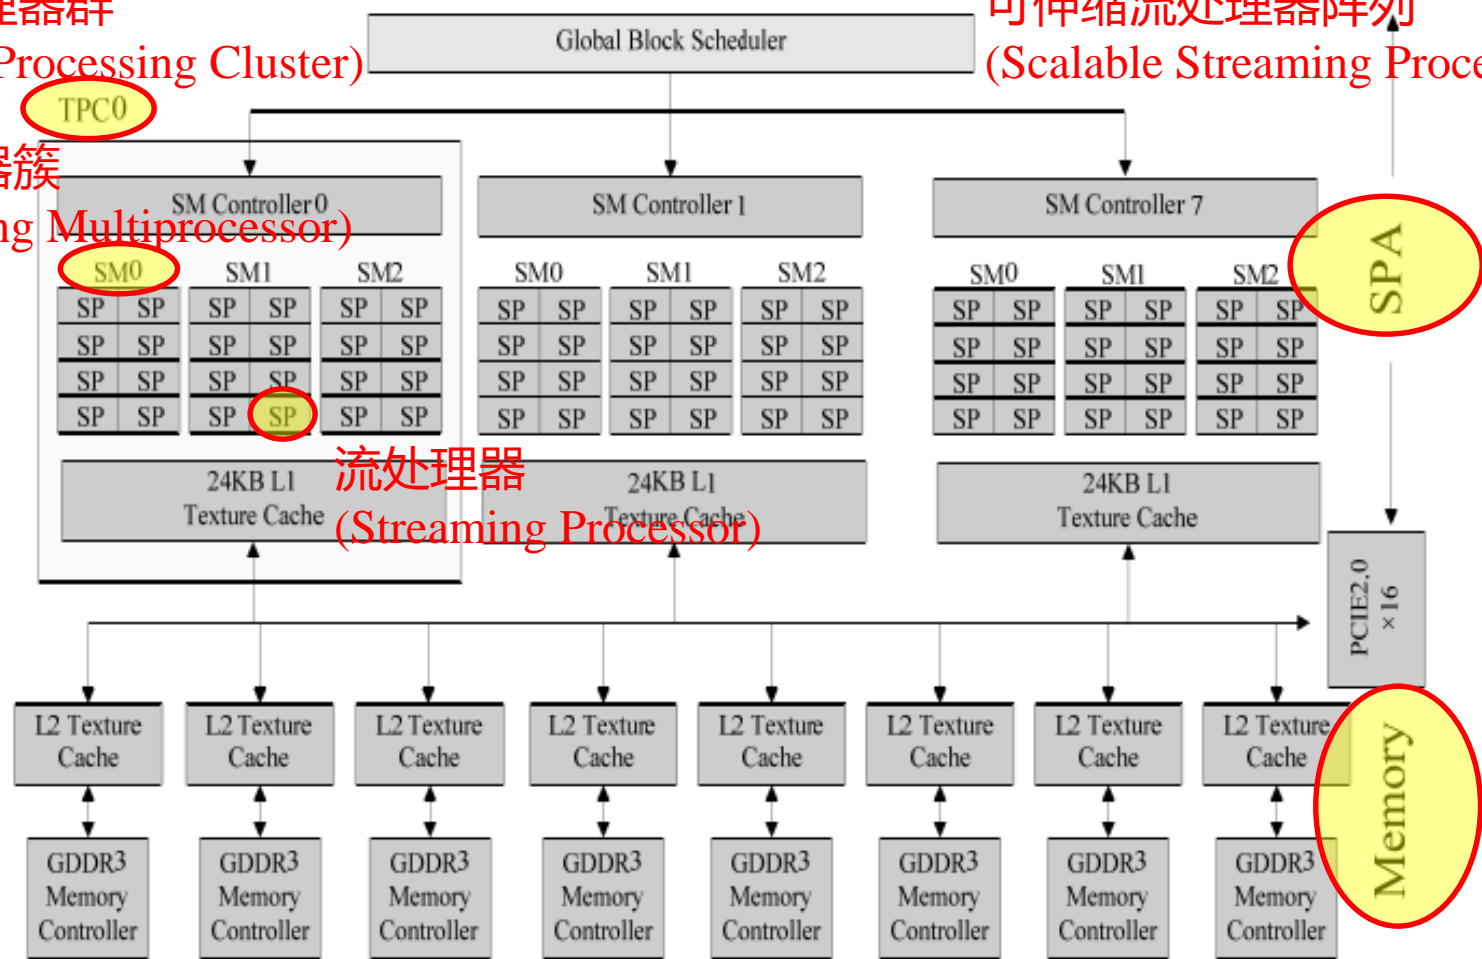 理器群
Processing Cluster)
Global Block Scheduler
可伸缩流处理器阵列
(Scalable Streaming Proce
TPC0
器簇
ng Multiprocessor)
SM Controller 0
SM Controller 1
SM Controller 7
SPA
SM0 SM1 SM2
SP SP SP SP SP SP
SP SP SP SP SP SP
SP SP SP SP SP SP
SP SP SP SP SP SP
SM0 SM1 SM2
SP SP SP SP SP SP
SP SP SP SP SP SP
SP SP SP SP SP SP
SP SP SP SP SP SP
SM0 SM1 SM2
SP SP SP SP SP SP
SP SP SP SP SP SP
SP SP SP SP SP SP
SP SP SP SP SP SP
流处理器
(Streaming Processor)
24KB L1
Texture Cache
24KB L1
Texture Cache
24KB L1
Texture Cache
PCIE2.0
×16
L2 Texture
Cache
L2 Texture
Cache
L2 Texture
Cache
L2 Texture
Cache
L2 Texture
Cache
L2 Texture
Cache
L2 Texture
Cache
L2 Texture
Cache
Memory
GDDR3
Memory
Controller
GDDR3
Memory
Controller
GDDR3
Memory
Controller
GDDR3
Memory
Controller
GDDR3
Memory
Controller
GDDR3
Memory
Controller
GDDR3
Memory
Controller
GDDR3
Memory
Controller